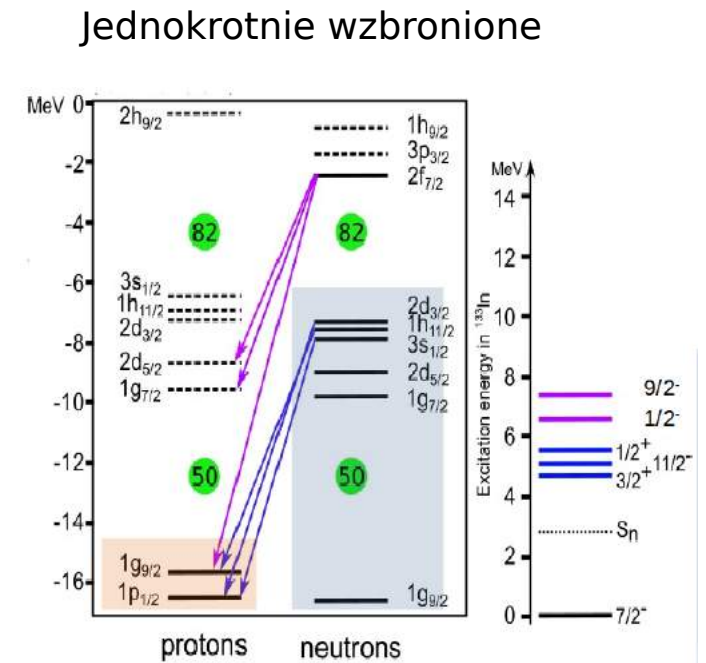 Jednokrotnie wzbronione
MeV 0
-2
-4
-6
-8
-10
-12
-14
-16
2h9/2
82
3s1/2
1h11/2
2d3/2
2d5/2
1g7/2
50
1g9/2
1p1/2
protons
1h9/2
3p3/2
2f7/2
82
2d3/2
1h11/2
3s1/2
2d5/2
1g7/2
50
1g9/2
neutrons
MeV
14
12
10
8
6
4
2
0
Excitation energy in 133In
9/2-
1/2-
1/2+
11/2-
3/2+
Sn
7/2-